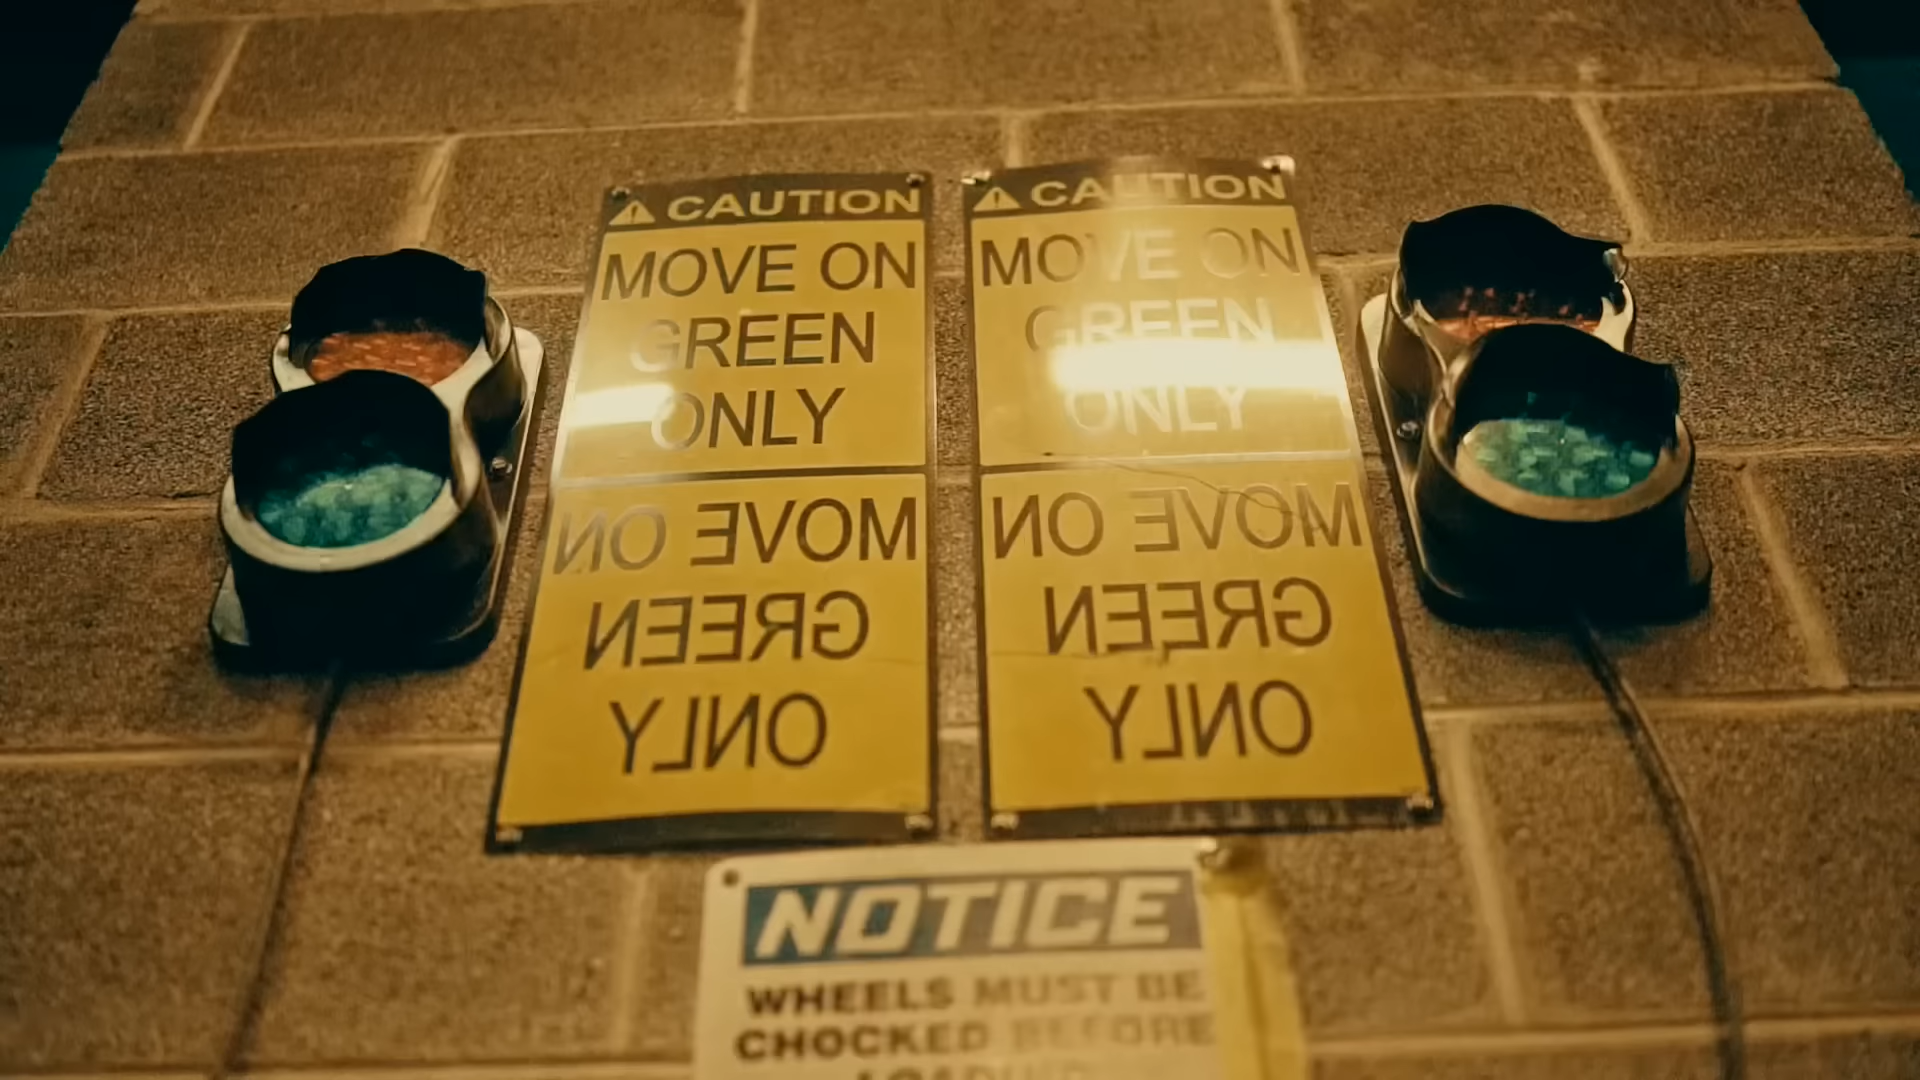 CAUTION
MOVE ON
GREEN
ONLY
MOVE ON
GREEN
ONLY
CAUTION
MOVE ON
GREEN
ONLY
MOVE ON
GREEN
ONLY
NOTICE
WHEELS MUST BE
CHOCKED BEFORE